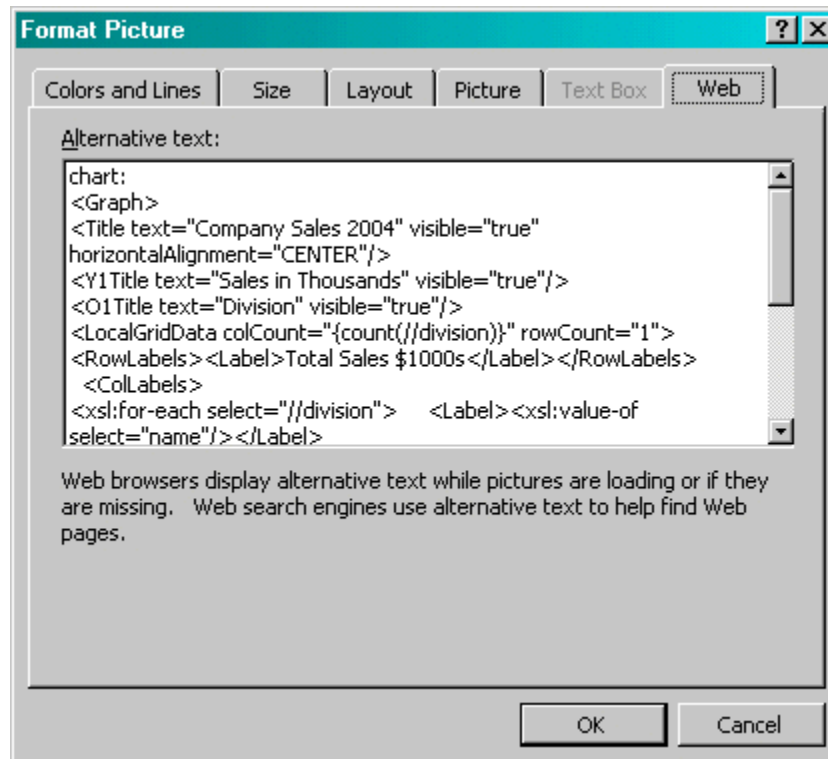 Format Picture
Colors and Lines Size Layout Picture Text Box Web
Alternative text:
chart:
<Graph>
<Title text="Company Sales 2004" visible="true"
horizontalAlignment="CENTER"/>
<Y1Title text="Sales in Thousands" visible="true"/>
<O1Title text="Division" visible="true"/>
<LocalGridData colCount="{count(//division)}" rowCount="1">
<RowLabels><Label>Total Sales $1000s</Label></RowLabels>
<ColLabels>
<xsl:for-each select="//division"> <Label><xsl:value-of
select="name"/></Label>
Web browsers display alternative text while pictures are loading or if they
are missing. Web search engines use alternative text to help find Web
pages.
OK Cancel